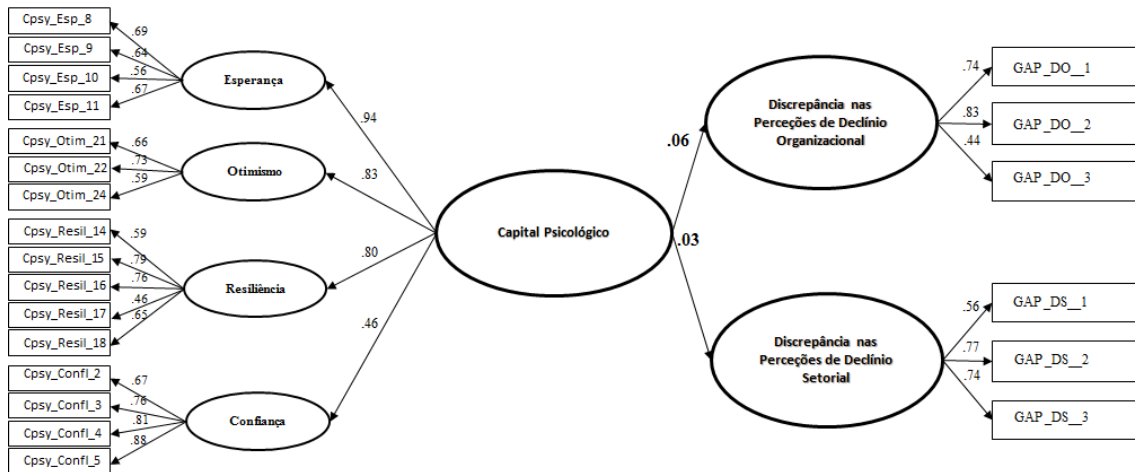 Cpsy_Esp_8
Cpsy_Esp_9
Cpsy_Esp_10
Cpsy_Esp_11
.69
.64
.56
.67
Esperança
Cpsy_Otim_21
Cpsy_Otim_22
Cpsy_Otim_24
.66
.73
.59
Otimismo
Cpsy_Resil_14
Cpsy_Resil_15
Cpsy_Resil_16
Cpsy_Resil_17
Cpsy_Resil_18
.59
.79
.76
.46
.65
Resiliência
Cpsy_Confl_2
Cpsy_Confl_3
Cpsy_Confl_4
Cpsy_Confl_5
.67
.76
.81
.88
Confiança
.94
.83
.80
.46
Capital Psicológico
.06
.03
Discrepância nas
Perceções de Declínio
Organizacional
.74
.83
.44
GAP_DO__1
GAP_DO__2
GAP_DO__3
Discrepância nas
Perceções de Declínio
Setorial
.56
.77
.74
GAP_DS__1
GAP_DS__2
GAP_DS__3